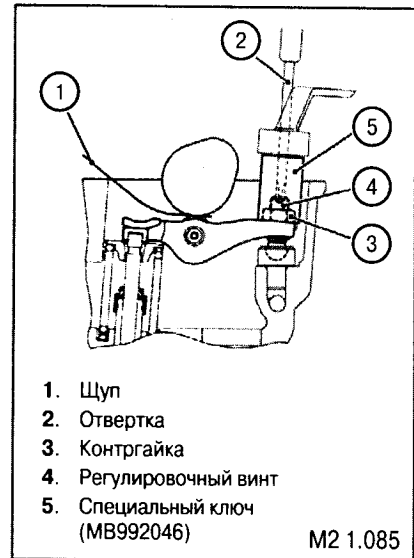 2
1
5
4
3
1. Щуп
2. Отвертка
3. Контргайка
4. Регулировочный винт
5. Специальный ключ
(MB992046)
M2 1.085